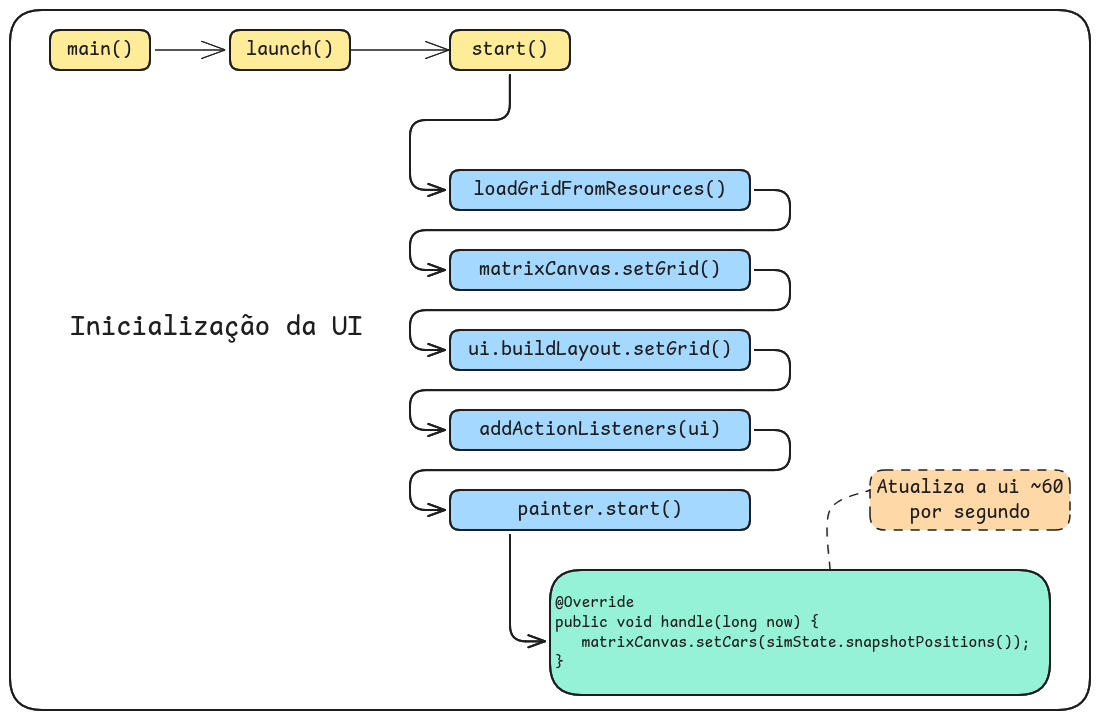 main()
launch()
start()
loadGridFromResources()
matrixCanvas.setGrid()
Inicialização da UI
ui.buildLayout.setGrid()
addActionListeners(ui)
painter.start()
Atualiza a ui ~60
por segundo
@Override
public void handle(long now) {
   matrixCanvas.setCars(simState.snapshotPositions());
}